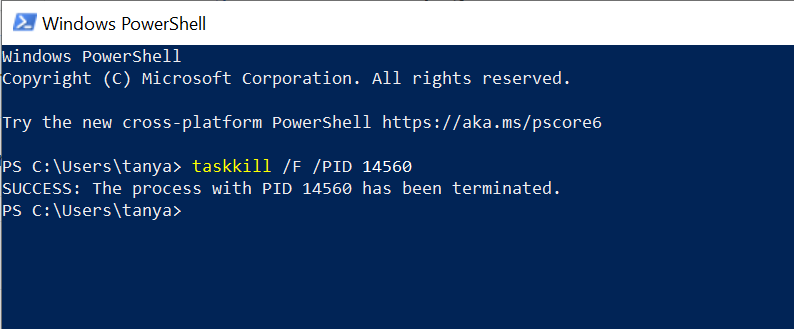 Windows PowerShell
Windows PowerShell
Copyright (C) Microsoft Corporation. All rights reserved.
Try the new cross-platform PowerShell https://aka.ms/pscore6
PS C:\Users\tanya> taskkill /F /PID 14560
SUCCESS: The process with PID 14560 has been terminated.
PS C:\Users\tanya>